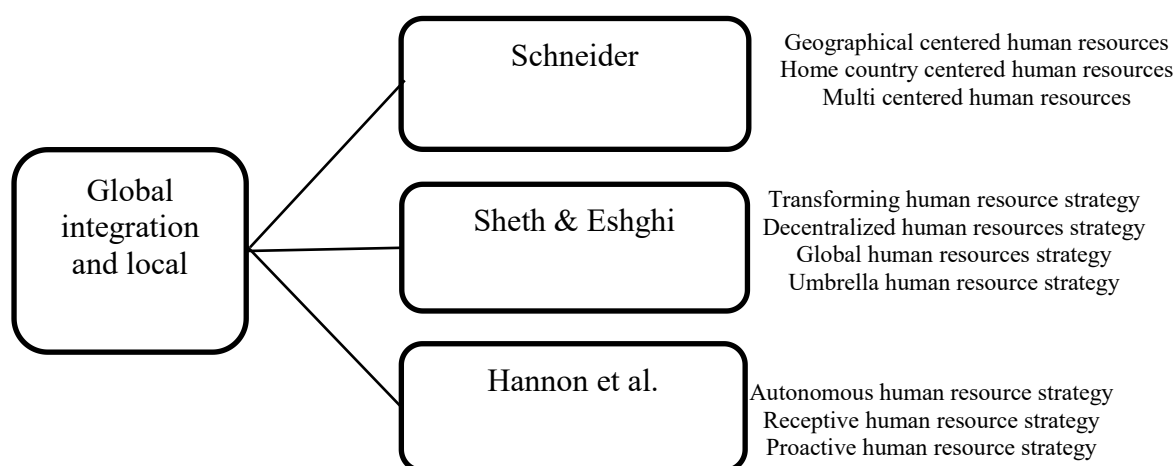 Schneider
Geographical centered human resources
Home country centered human resources
Multi centered human resources
Global
integration
and local
Sheth & Eshghi
Transforming human resource strategy
Decentralized human resources strategy
Global human resources strategy
Umbrella human resource strategy
Hannon et al.
Autonomous human resource strategy
Receptive human resource strategy
Proactive human resource strategy